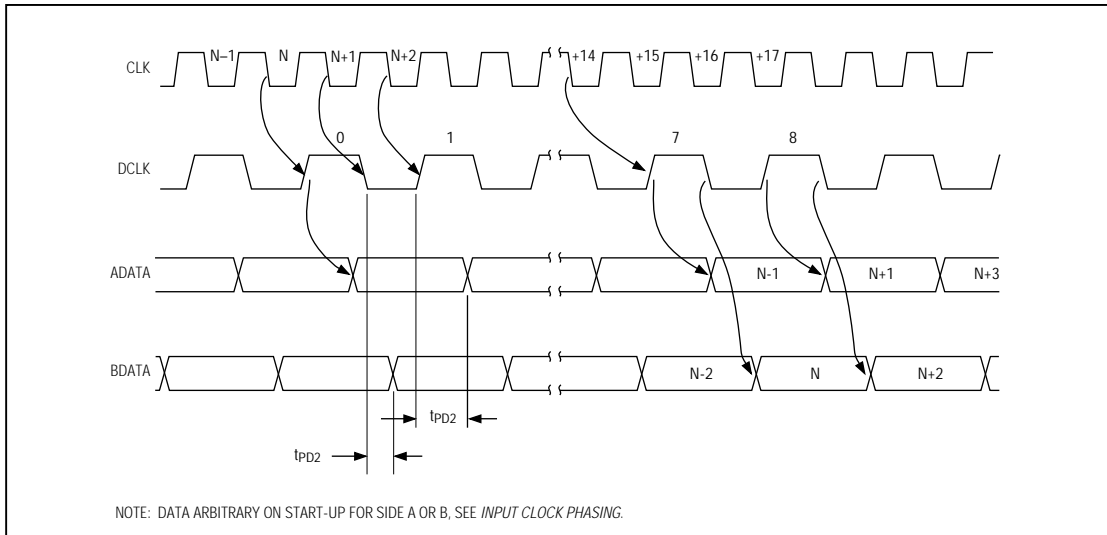 N–1 N N+1 N+2 +14 +15 +16 +17
CLK
0 1 7 8
DCLK
ADATA N-1 N+1 N+3
BDATA N-2 N N+2
tPD2
tPD2
NOTE: DATA ARBITRARY ON START-UP FOR SIDE A OR B, SEE INPUT CLOCK PHASING.